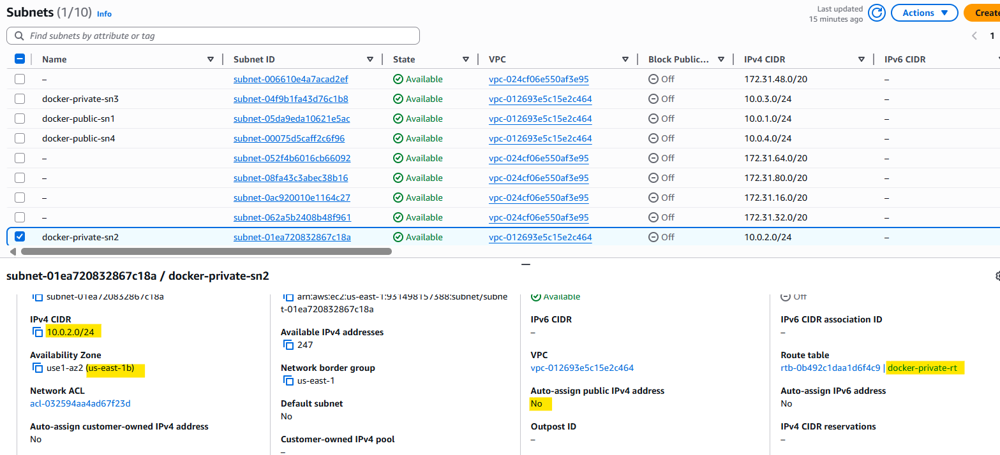 Subnets (1/10) Info
Last updated
15 minutes ago
Actions
Create
Find subnets by attribute or tag
1
Name Subnet ID State VPC Block Public... IPv4 CIDR IPv6 CIDR
– subnet-006610e4a7acad2ef Available vpc-024cf06e550af3e95 Off 172.31.48.0/20 –
docker-private-sn3 subnet-04f9b1fa43d76c1b8 Available vpc-012693e5c15e2c464 Off 10.0.3.0/24 –
docker-public-sn1 subnet-05da9eda10621e5ac Available vpc-012693e5c15e2c464 Off 10.0.1.0/24 –
docker-public-sn4 subnet-00075d5caff2c6f96 Available vpc-012693e5c15e2c464 Off 10.0.4.0/24 –
– subnet-052f4b6016cb66092 Available vpc-024cf06e550af3e95 Off 172.31.64.0/20 –
– subnet-08fa43c3abec38b16 Available vpc-024cf06e550af3e95 Off 172.31.80.0/20 –
– subnet-0ac920010e1164c27 Available vpc-024cf06e550af3e95 Off 172.31.16.0/20 –
– subnet-062a5b2408b48f961 Available vpc-024cf06e550af3e95 Off 172.31.32.0/20 –
docker-private-sn2 subnet-01ea720832867c18a Available vpc-012693e5c15e2c464 Off 10.0.2.0/24 –
subnet-01ea720832867c18a / docker-private-sn2
subnet-01ea720832867c18a
IPv4 CIDR
10.0.2.0/24
Availability Zone
use1-az2 (us-east-1b)
Network ACL
acl-032594aa4ad67f23d
Auto-assign customer-owned IPv4 address
No
arn:aws:ec2:us-east-1:931498157388:subnet/subne
t-01ea720832867c18a
Available IPv4 addresses
247
Network border group
us-east-1
Default subnet
No
Customer-owned IPv4 pool
–
Available
IPv6 CIDR
–
VPC
vpc-012693e5c15e2c464
Auto-assign public IPv4 address
No
Outpost ID
–
Off
IPv6 CIDR association ID
–
Route table
rtb-0b492c1daa1d6f4c9 | docker-private-rt
Auto-assign IPv6 address
No
IPv4 CIDR reservations
–